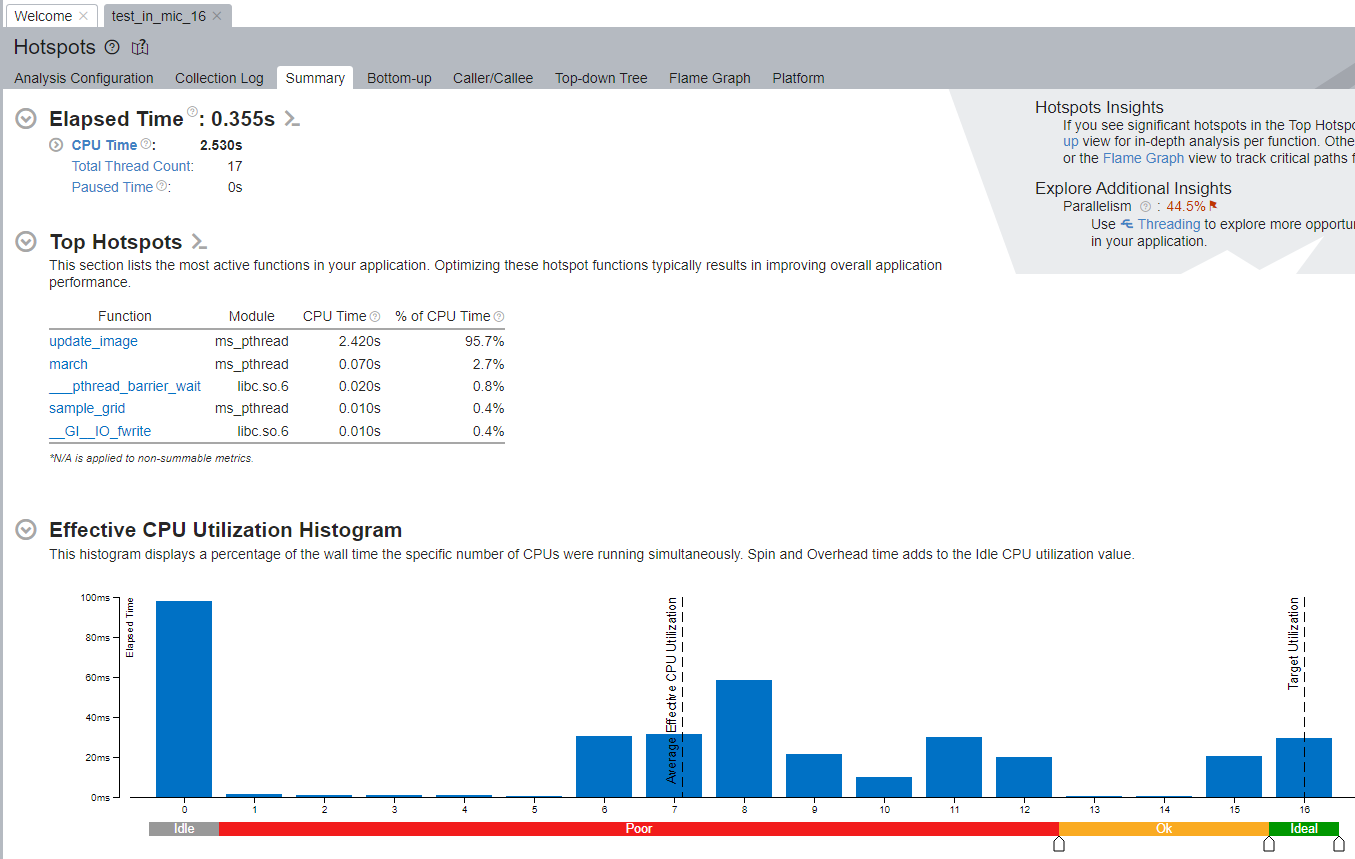 Welcome
test_in_mic_16
Hotspots
Analysis Configuration Collection Log Summary Bottom-up Caller/Callee Top-down Tree Flame Graph Platform
Elapsed Time : 0.355s
CPU Time : 2.530s
Total Thread Count: 17
Paused Time : 0s
Hotspots Insights
If you see significant hotspots in the Top Hotspo
up view for in-depth analysis per function. Othe
or the Flame Graph view to track critical paths f
Explore Additional Insights
Parallelism : 44.5%
Use Threading to explore more opportu
in your application.
Top Hotspots
This section lists the most active functions in your application. Optimizing these hotspot functions typically results in improving overall application
performance.
Function Module CPU Time % of CPU Time
update_image ms_pthread 2.420s 95.7%
march ms_pthread 0.070s 2.7%
___pthread_barrier_wait libc.so.6 0.020s 0.8%
sample_grid ms_pthread 0.010s 0.4%
__GI__IO_fwrite libc.so.6 0.010s 0.4%
*N/A is applied to non-summable metrics.
Effective CPU Utilization Histogram
This histogram displays a percentage of the wall time the specific number of CPUs were running simultaneously. Spin and Overhead time adds to the Idle CPU utilization value.
100ms
80ms
60ms
40ms
20ms
0ms
Elapsed Time
Average Effective CPU Utilization
Target Utilization
0 1 2 3 4 5 6 7 8 9 10 11 12 13 14 15 16
Idle Poor Ok Ideal